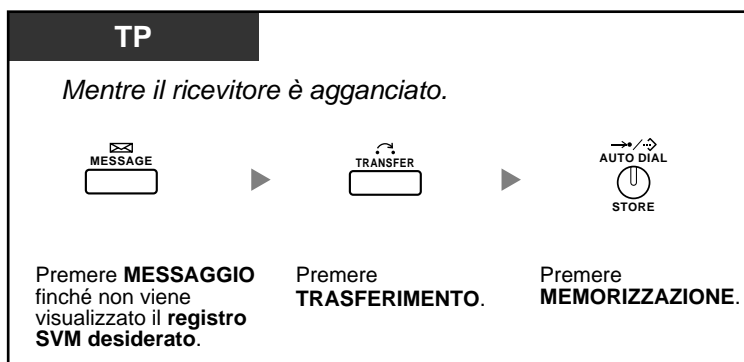 TP
Mentre il ricevitore è agganciato.
MESSAGE
TRANSFER
AUTO DIAL
STORE
Premere MESSAGGIO
finché non viene
visualizzato il registro
SVM desiderato.
Premere
TRASFERIMENTO.
Premere
MEMORIZZAZIONE.